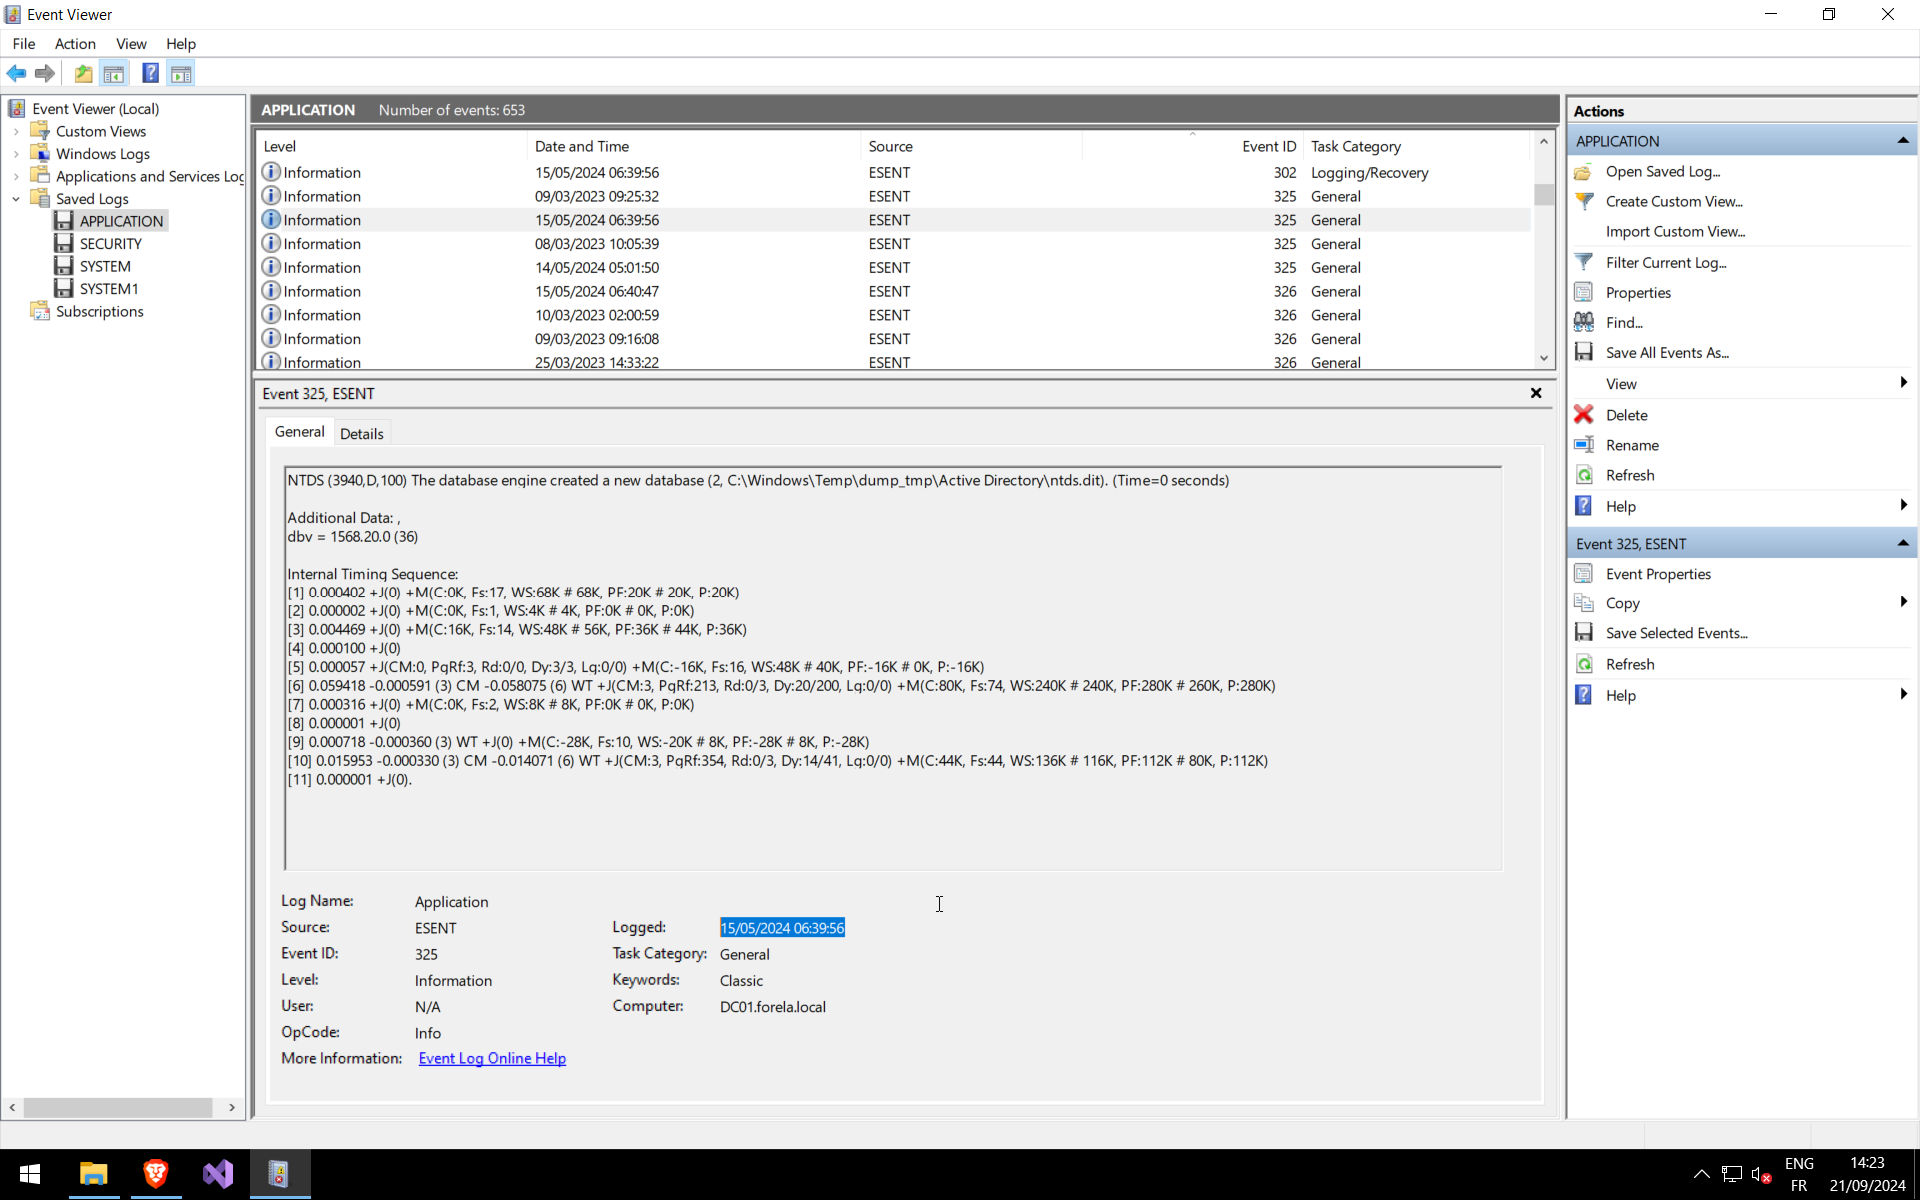 Event Viewer
File Action View Help
Event Viewer (Local)
Custom Views
Windows Logs
Applications and Services Log
Saved Logs
APPLICATION
SECURITY
SYSTEM
SYSTEM1
Subscriptions
APPLICATION Number of events: 653
Level Date and Time Source Event ID Task Category
Information 15/05/2024 06:39:56 ESENT 302 Logging/Recovery
Information 09/03/2023 09:25:32 ESENT 325 General
Information 15/05/2024 06:39:56 ESENT 325 General
Information 08/03/2023 10:05:39 ESENT 325 General
Information 14/05/2024 05:01:50 ESENT 325 General
Information 15/05/2024 06:40:47 ESENT 326 General
Information 10/03/2023 02:00:59 ESENT 326 General
Information 09/03/2023 09:16:08 ESENT 326 General
Information 25/03/2023 14:33:22 ESENT 326 General
Event 325, ESENT
General Details
NTDS (3940,D,100) The database engine created a new database (2, C:\Windows\Temp\dump_tmp\Active Directory\ntds.dit). (Time=0 seconds)
Additional Data: ,
dbv = 1568.20.0 (36)
Internal Timing Sequence:
[1] 0.000402 +J(0) +M(C:0K, Fs:17, WS:68K # 68K, PF:20K # 20K, P:20K)
[2] 0.000002 +J(0) +M(C:0K, Fs:1, WS:4K # 4K, PF:0K # 0K, P:0K)
[3] 0.004469 +J(0) +M(C:16K, Fs:14, WS:48K # 56K, PF:36K # 44K, P:36K)
[4] 0.000100 +J(0)
[5] 0.000057 +J(CM:0, PgRf:3, Rd:0/0, Dy:3/3, Lg:0/0) +M(C:-16K, Fs:16, WS:48K # 40K, PF:-16K # 0K, P:-16K)
[6] 0.059418 -0.000591 (3) CM -0.058075 (6) WT +J(CM:3, PgRf:213, Rd:0/3, Dy:20/200, Lg:0/0) +M(C:80K, Fs:74, WS:240K # 240K, PF:280K # 260K, P:280K)
[7] 0.000316 +J(0) +M(C:0K, Fs:2, WS:8K # 8K, PF:0K # 0K, P:0K)
[8] 0.000001 +J(0)
[9] 0.000718 -0.000360 (3) WT +J(0) +M(C:-28K, Fs:10, WS:-20K # 8K, PF:-28K # 8K, P:-28K)
[10] 0.015953 -0.000330 (3) CM -0.014071 (6) WT +J(CM:3, PgRf:354, Rd:0/3, Dy:14/41, Lg:0/0) +M(C:44K, Fs:44, WS:136K # 116K, PF:112K # 80K, P:112K)
[11] 0.000001 +J(0).
Log Name: Application
Source: ESENT Logged: 15/05/2024 06:39:56
Event ID: 325 Task Category: General
Level: Information Keywords: Classic
User: N/A Computer: DC01.forela.local
OpCode: Info
More Information: Event Log Online Help
Actions
APPLICATION
Open Saved Log...
Create Custom View...
Import Custom View...
Filter Current Log...
Properties
Find...
Save All Events As...
View
Delete
Rename
Refresh
Help
Event 325, ESENT
Event Properties
Copy
Save Selected Events...
Refresh
Help
ENG 14:23
FR 21/09/2024